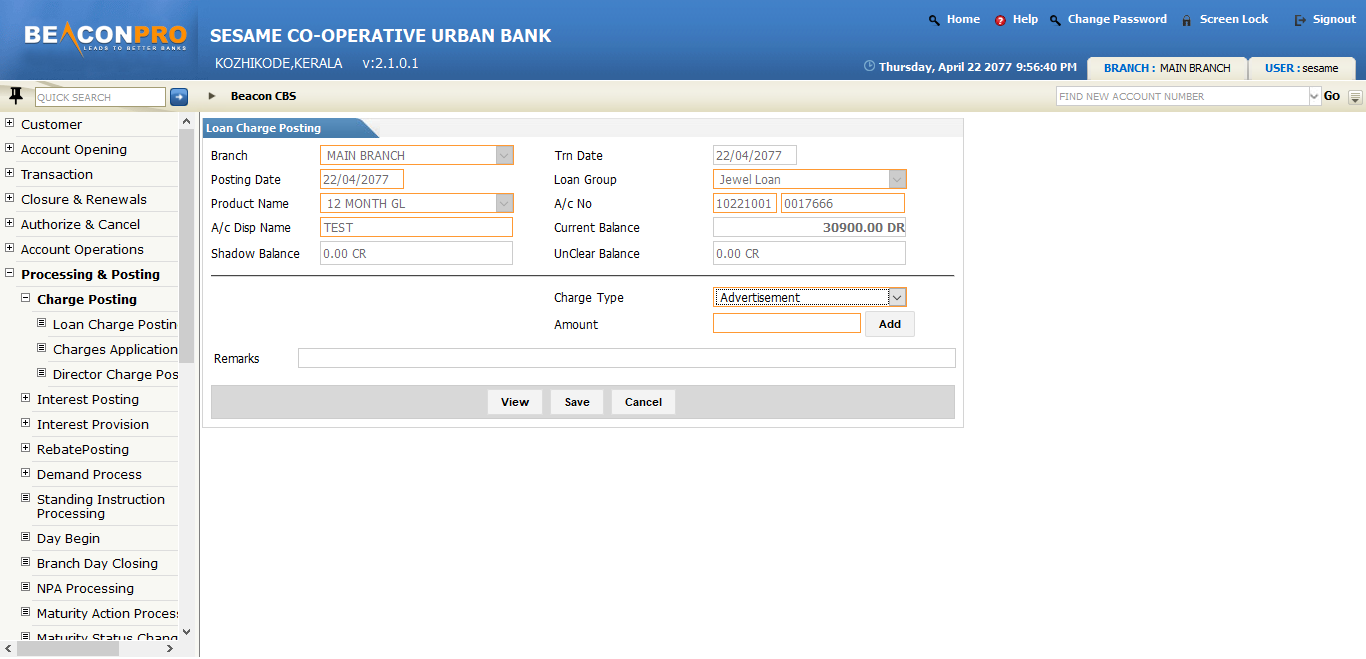 BEACONPRO
LEADS TO BETTER BANKS
SESAME CO-OPERATIVE URBAN BANK
KOZHIKODE,KERALA v:2.1.0.1
Home Help Change Password Screen Lock Signout
Thursday, April 22 2077 9:56:40 PM BRANCH : MAIN BRANCH USER : sesame
QUICK SEARCH Beacon CBS FIND NEW ACCOUNT NUMBER Go
Customer
Account Opening
Transaction
Closure & Renewals
Authorize & Cancel
Account Operations
Processing & Posting
Charge Posting
Loan Charge Postin
Charges Application
Director Charge Pos
Interest Posting
Interest Provision
RebatePosting
Demand Process
Standing Instruction
Processing
Day Begin
Branch Day Closing
NPA Processing
Maturity Action Proces
Maturity Status Chang
Loan Charge Posting
Branch MAIN BRANCH Trn Date 22/04/2077
Posting Date 22/04/2077 Loan Group Jewel Loan
Product Name 12 MONTH GL A/c No 10221001 0017666
A/c Disp Name TEST Current Balance 30900.00 DR
Shadow Balance 0.00 CR UnClear Balance 0.00 CR
Charge Type Advertisement
Amount Add
Remarks
View Save Cancel